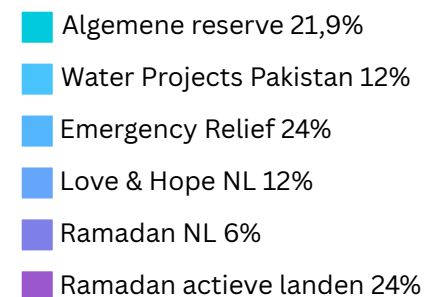 Algemene reserve 21,9%
Water Projects Pakistan 12%
Emergency Relief 24%
Love & Hope NL 12%
Ramadan NL 6%
Ramadan actieve landen 24%